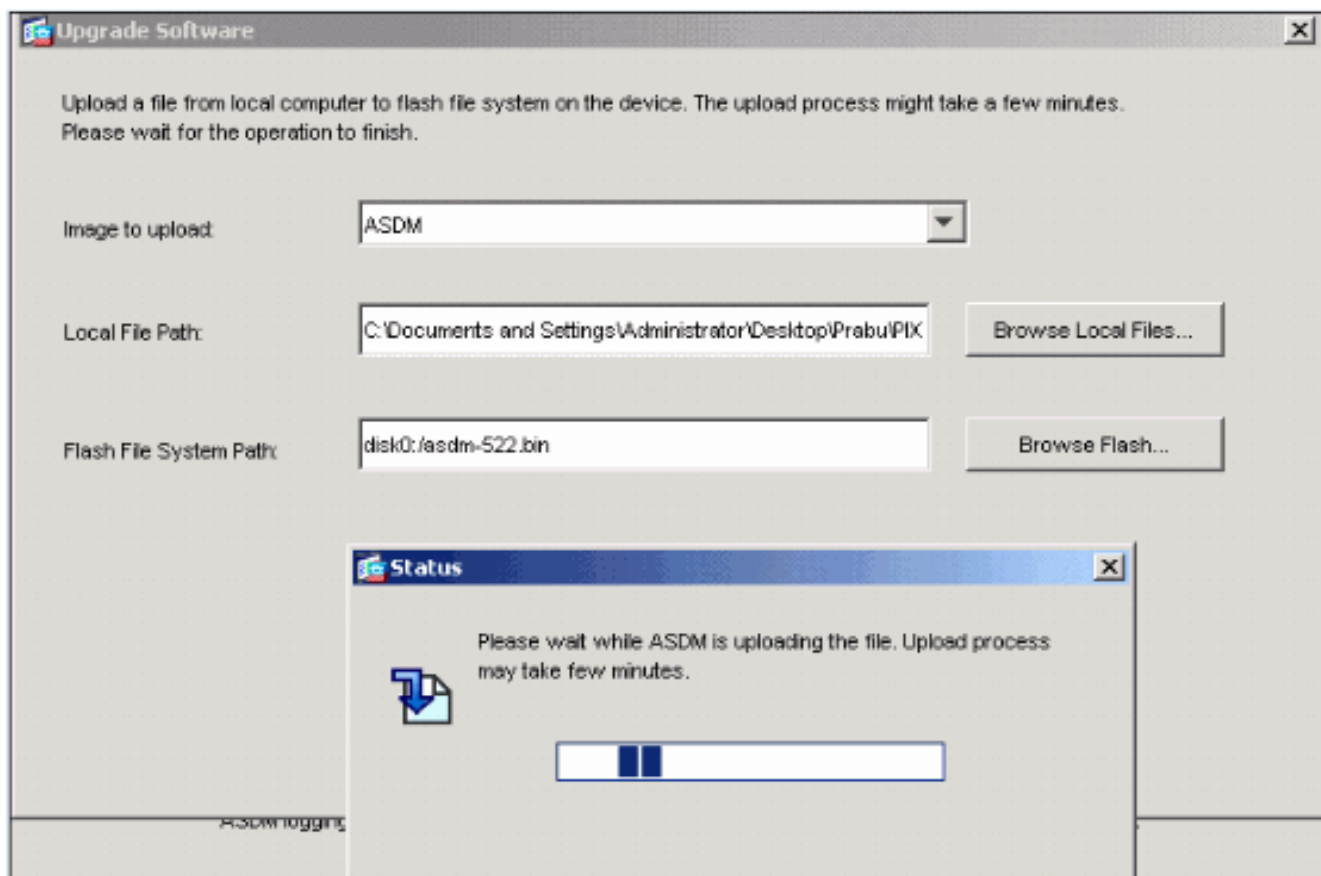 Upgrade Software
Upload a file from local computer to flash file system on the device. The upload process might take a few minutes.
Please wait for the operation to finish.
Image to upload:
ASDM
Local File Path:
C:\Documents and Settings\Administrator\Desktop\Prabu\PIX
Browse Local Files...
Flash File System Path:
disk0:/asdm-522.bin
Browse Flash...
Status
Please wait while ASDM is uploading the file. Upload process
may take few minutes.
ASDM logging